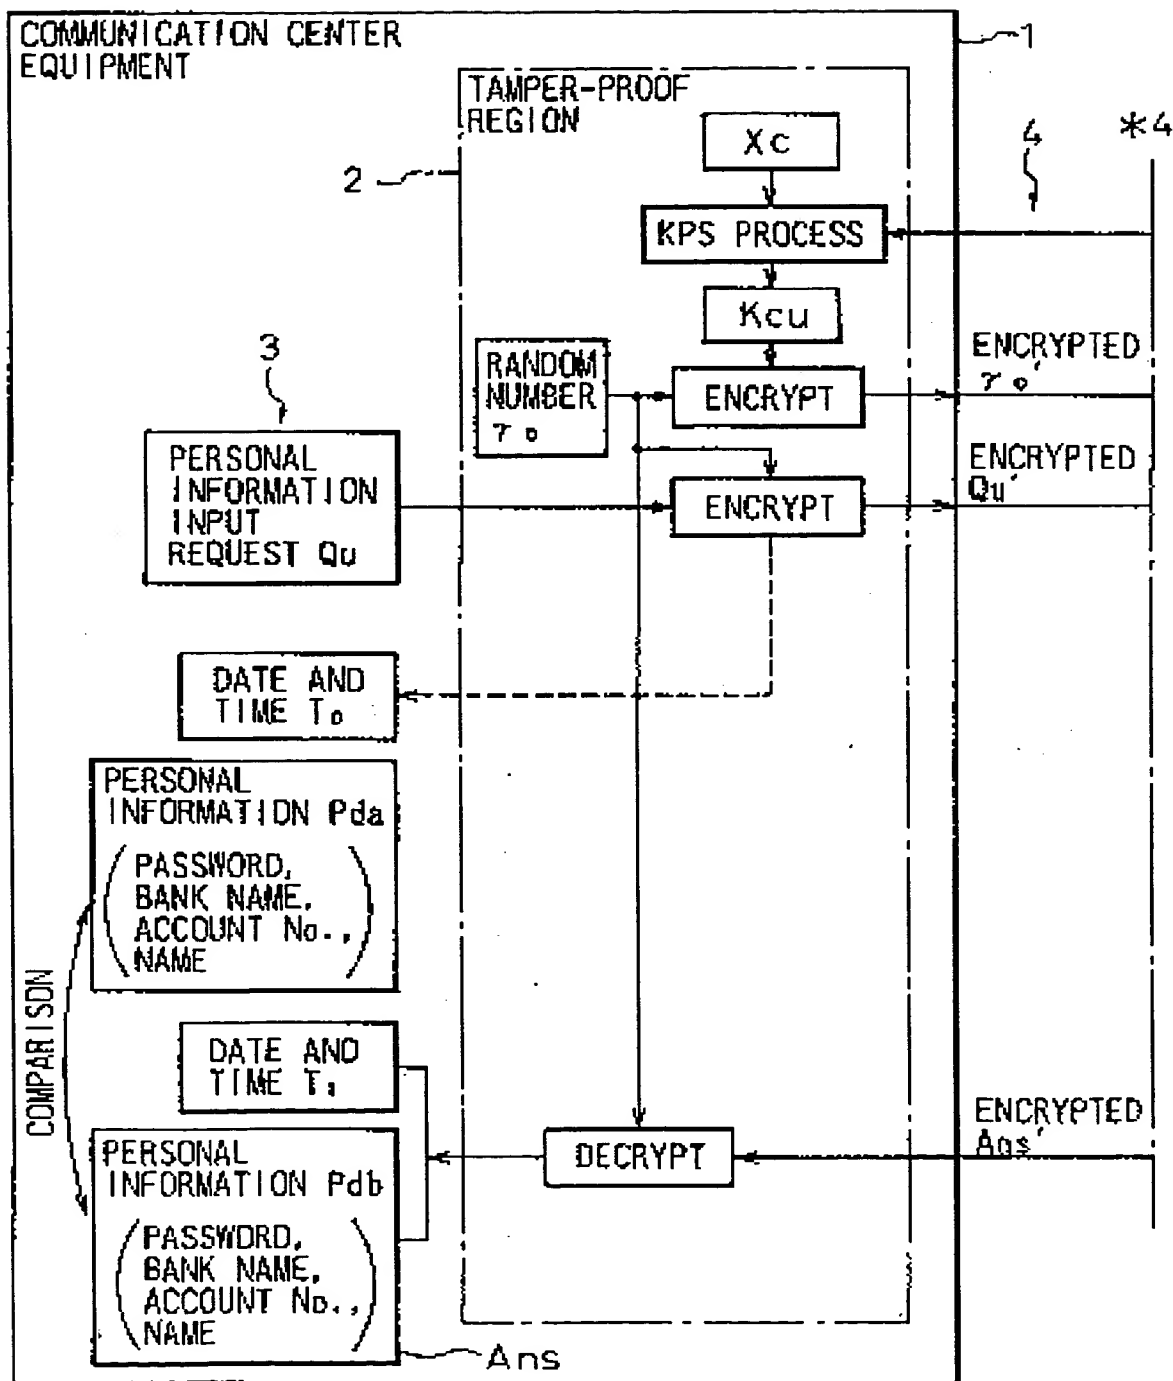 COMMUNICATION CENTER
EQUIPMENT
1
TAMPER-PROOF
REGION
2
Xc
4
*4
KPS PROCESS
Kcu
3
RANDOM
NUMBER
γo
ENCRYPT
ENCRYPTED
γo'
PERSONAL
INFORMATION
INPUT
REQUEST Qu
ENCRYPT
ENCRYPTED
Qu'
DATE AND
TIME To
PERSONAL
INFORMATION Pda
(PASSWORD,
BANK NAME,
ACCOUNT No.,
NAME)
COMPARISON
DATE AND
TIME T1
DECRYPT
ENCRYPTED
Ans'
PERSONAL
INFORMATION Pdb
(PASSWORD,
BANK NAME,
ACCOUNT No.,
NAME)
Ans